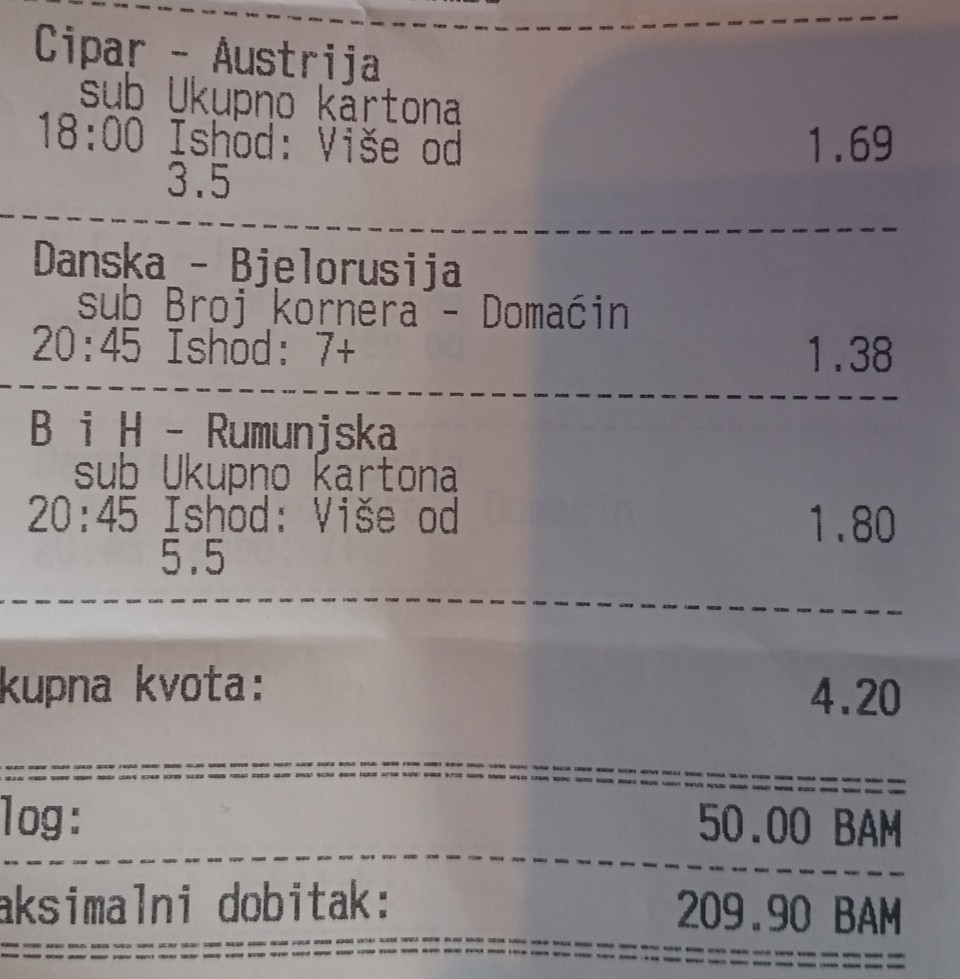 Cipar - Austrija
sub Ukupno kartona
18:00 Ishod: Više od 1.69
3.5
Danska - Bjelorusija
sub Broj kornera - Domaćin
20:45 Ishod: 7+ 1.38
B i H - Rumunjska
sub Ukupno kartona
20:45 Ishod: Više od 1.80
5.5
kupna kvota: 4.20
log: 50.00 BAM
aksimalni dobitak: 209.90 BAM